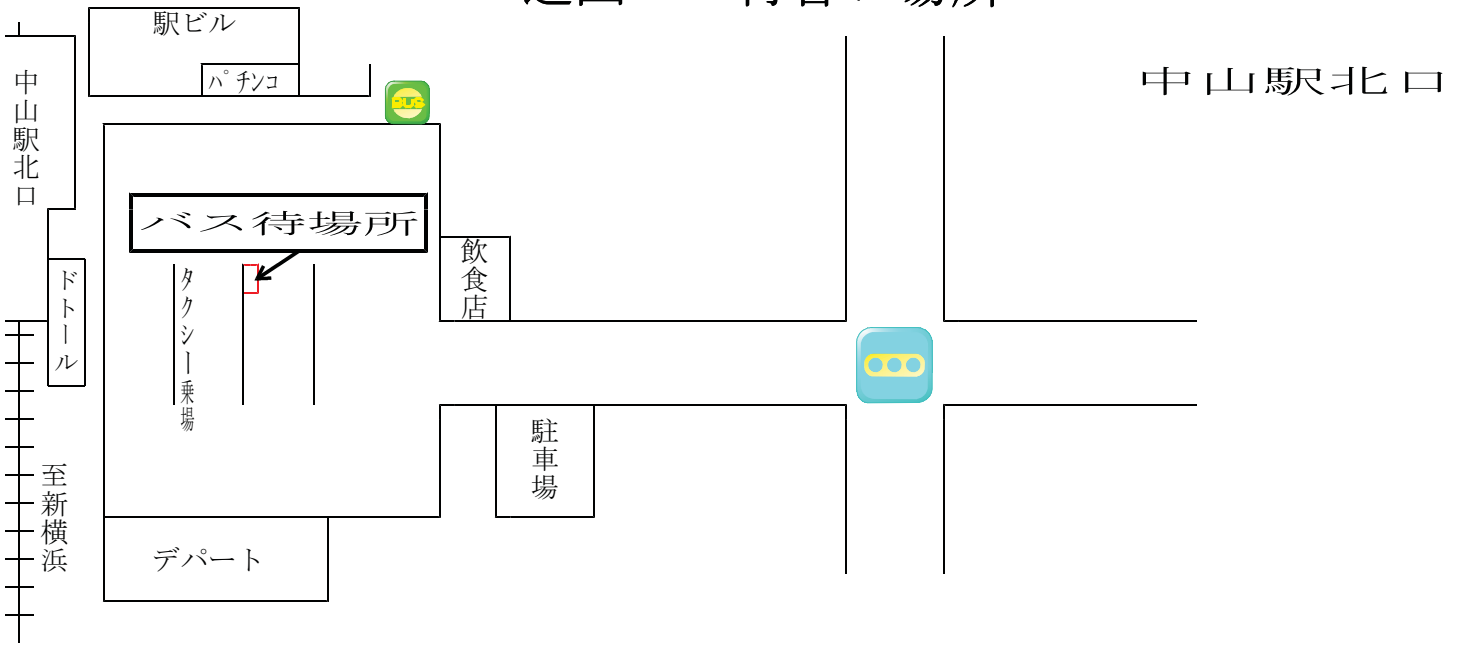 駅ビル
パチンコ
BUS
中山駅北口
中山駅北口
バス待場所
飲食店
ドトール
タクシー乗場
駐車場
至新横浜
デパート